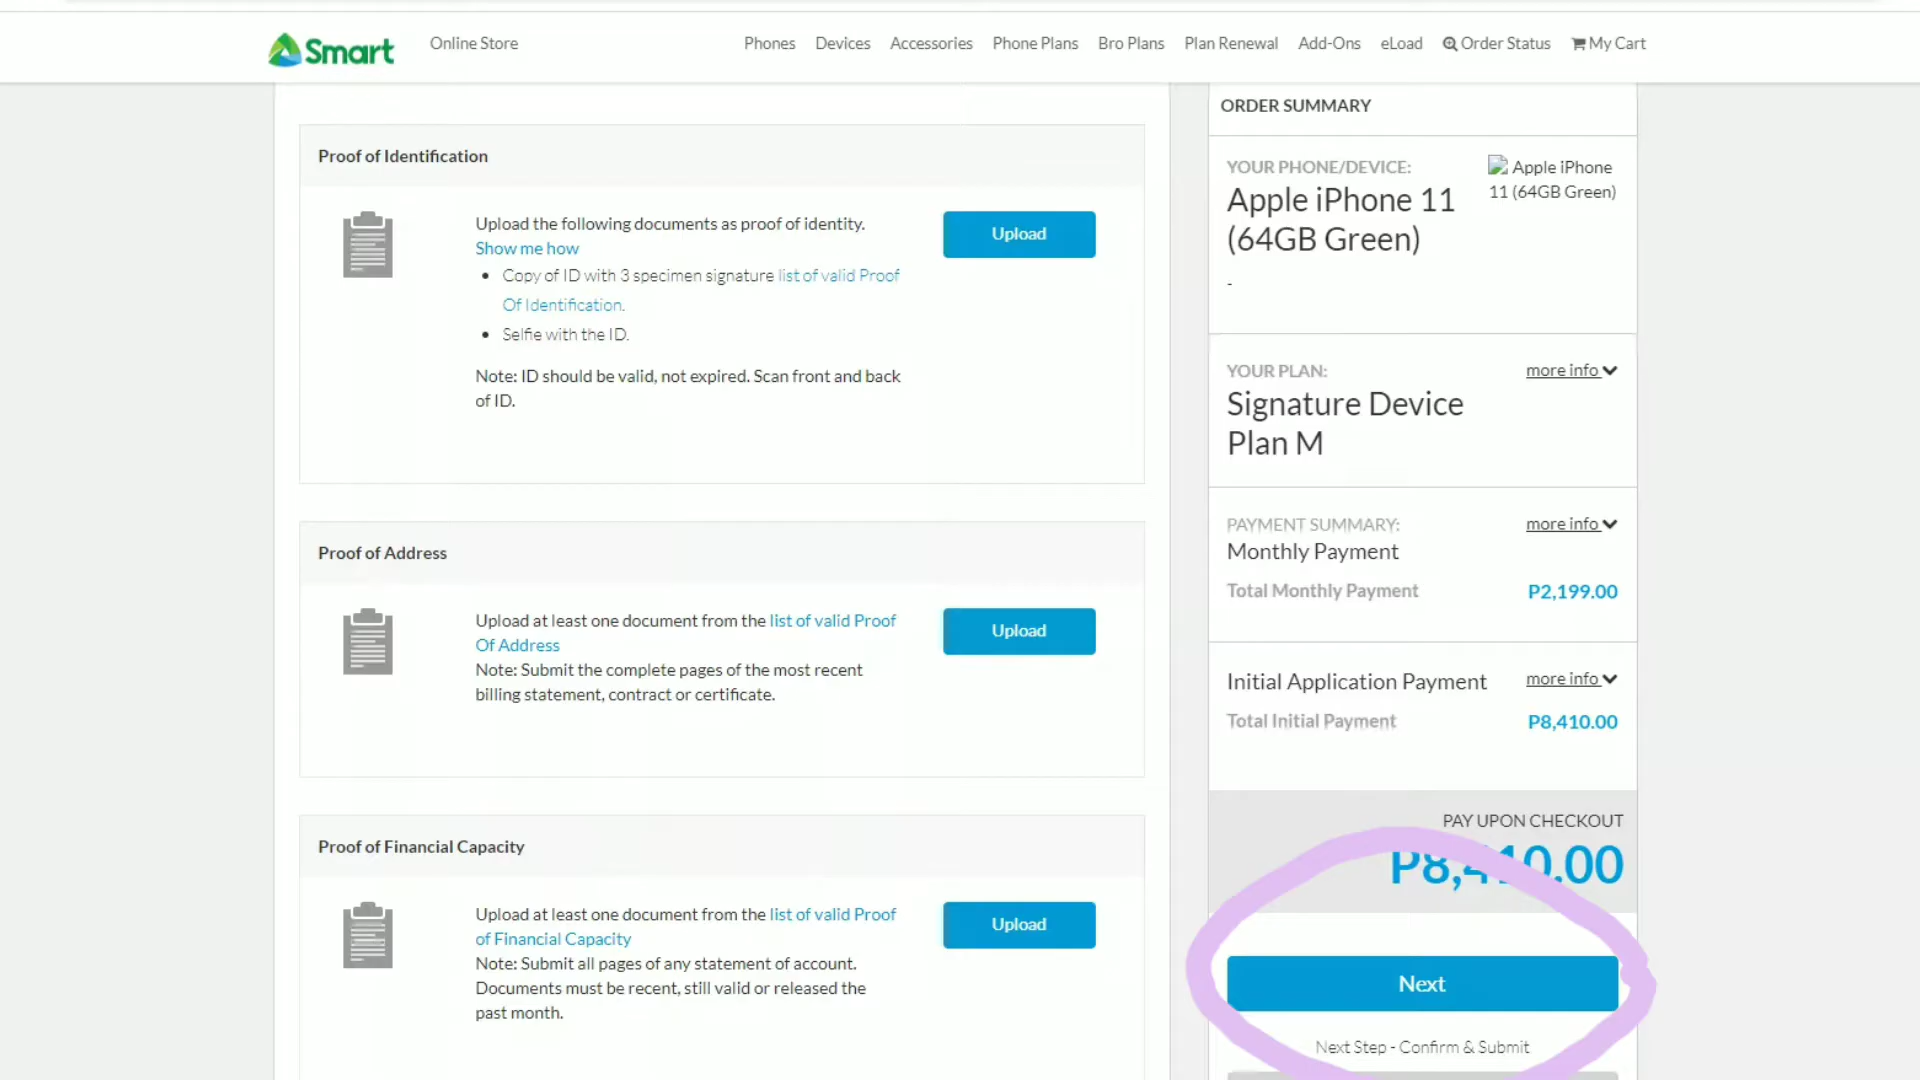 Smart
Online Store
Phones
Devices
Accessories
Phone Plans
Bro Plans
Plan Renewal
Add-Ons
eLoad
Order Status
My Cart
Proof of Identification
Upload the following documents as proof of identity.
Show me how
Copy of ID with 3 specimen signature list of valid Proof
Of Identification.
Selfie with the ID.
Note: ID should be valid, not expired. Scan front and back
of ID.
Upload
Proof of Address
Upload at least one document from the list of valid Proof
Of Address
Note: Submit the complete pages of the most recent
billing statement, contract or certificate.
Upload
Proof of Financial Capacity
Upload at least one document from the list of valid Proof
of Financial Capacity
Note: Submit all pages of any statement of account.
Documents must be recent, still valid or released the
past month.
Upload
ORDER SUMMARY
YOUR PHONE/DEVICE:
Apple iPhone 11
(64GB Green)
-
Apple iPhone
11 (64GB Green)
YOUR PLAN:
more info
Signature Device
Plan M
PAYMENT SUMMARY:
more info
Monthly Payment
Total Monthly Payment
P2,199.00
Initial Application Payment
more info
Total Initial Payment
P8,410.00
PAY UPON CHECKOUT
P8,410.00
Next
Next Step - Confirm & Submit